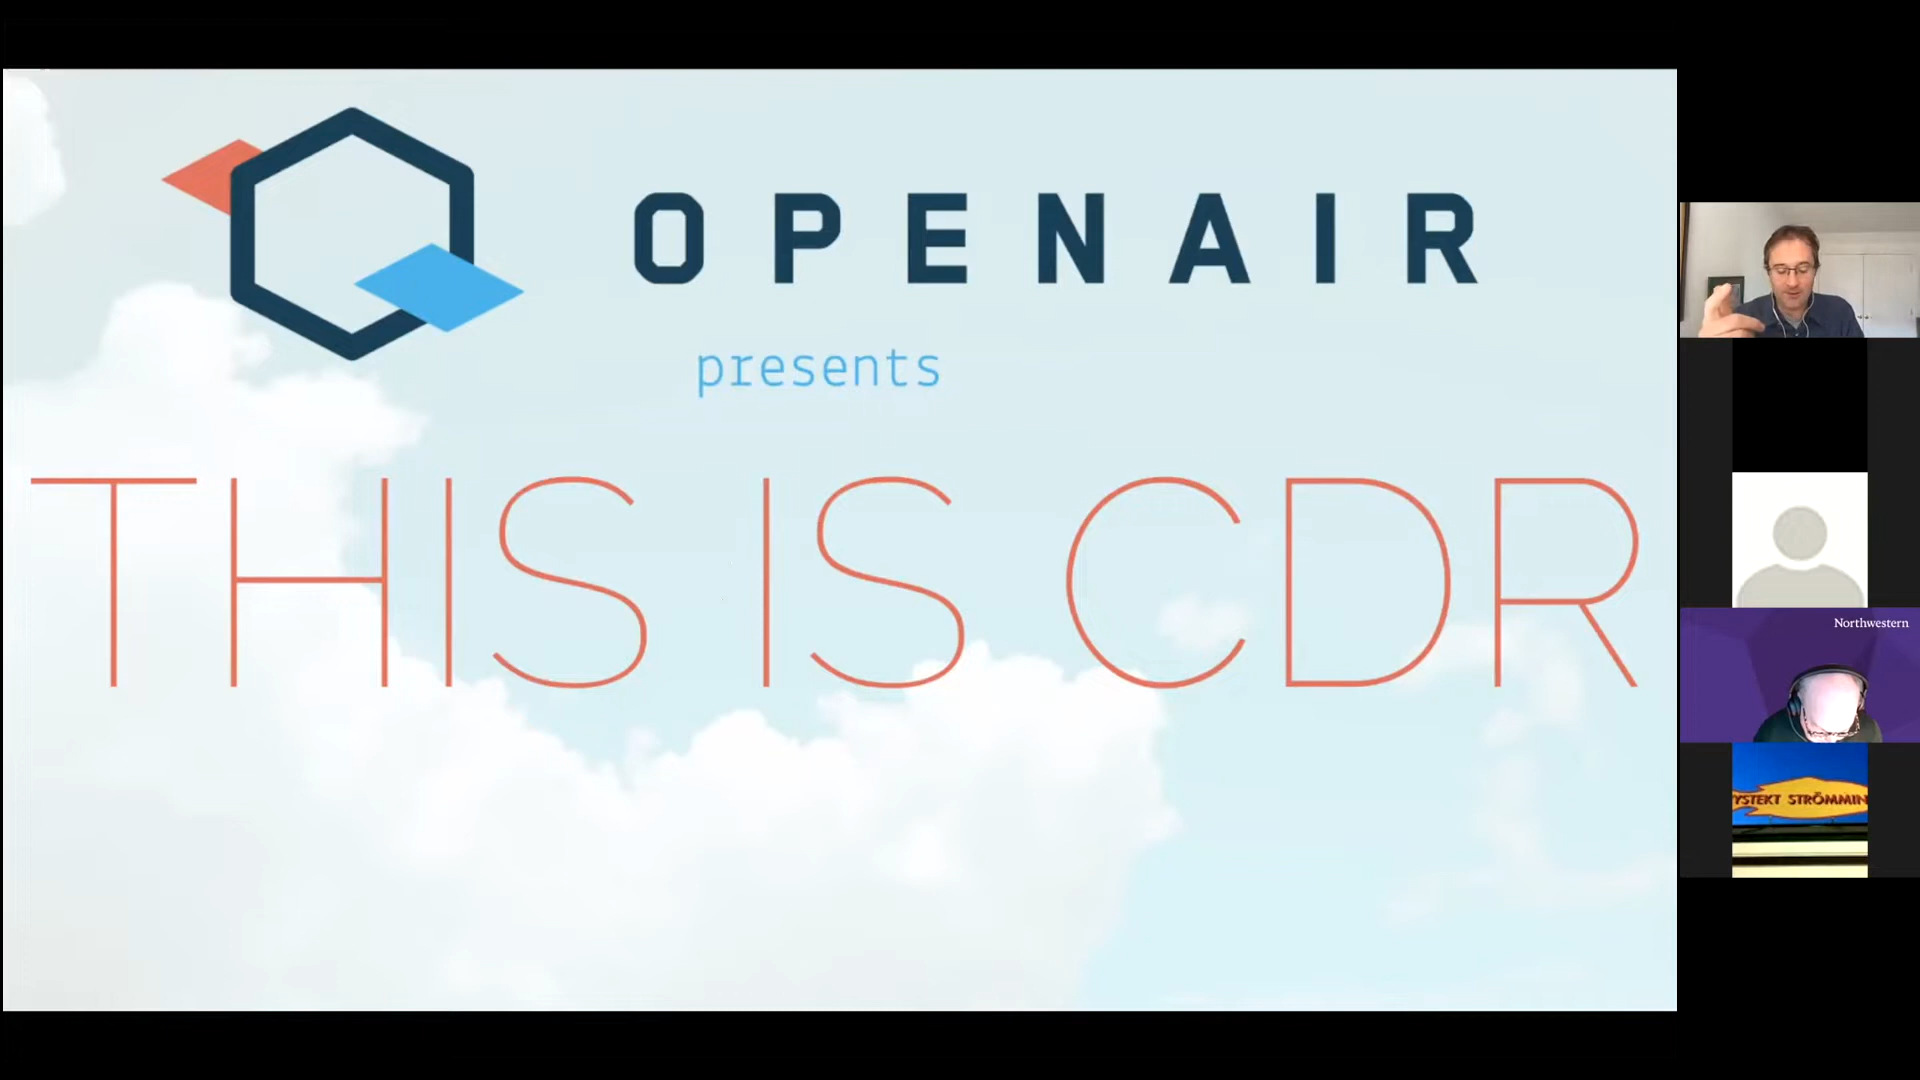 OPENAIR
presents
THIS IS CDR
Northwestern
YSTEKT STRÖMMIN